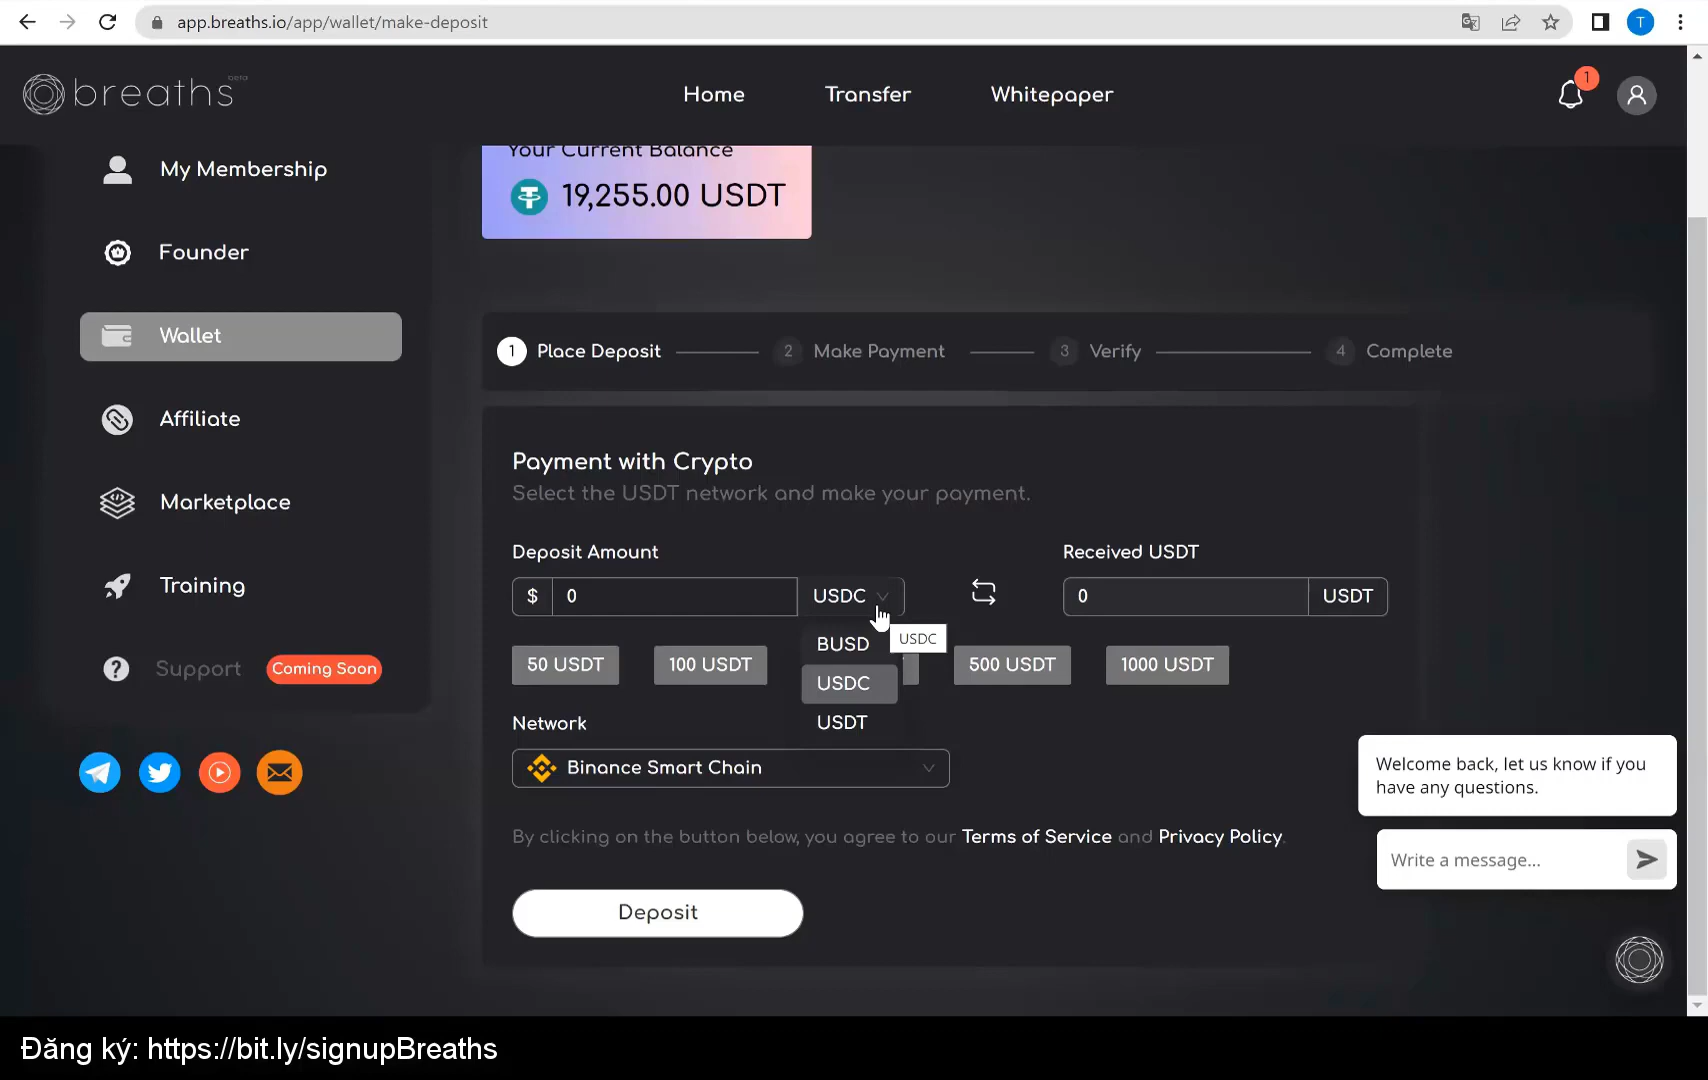 app.breaths.io/app/wallet/make-deposit
T
breaths beta
Home
Transfer
Whitepaper
1
My Membership
Founder
Wallet
Affiliate
Marketplace
Training
Support
Coming Soon
Your Current Balance
19,255.00 USDT
1 Place Deposit
2 Make Payment
3 Verify
4 Complete
Payment with Crypto
Select the USDT network and make your payment.
Deposit Amount
Received USDT
$ 0 USDC
0 USDT
BUSD
USDC
USDC
USDT
50 USDT
100 USDT
500 USDT
1000 USDT
Network
Binance Smart Chain
By clicking on the button below, you agree to our Terms of Service and Privacy Policy.
Deposit
Welcome back, let us know if you
have any questions.
Write a message...
Đăng ký: https://bit.ly/signupBreaths